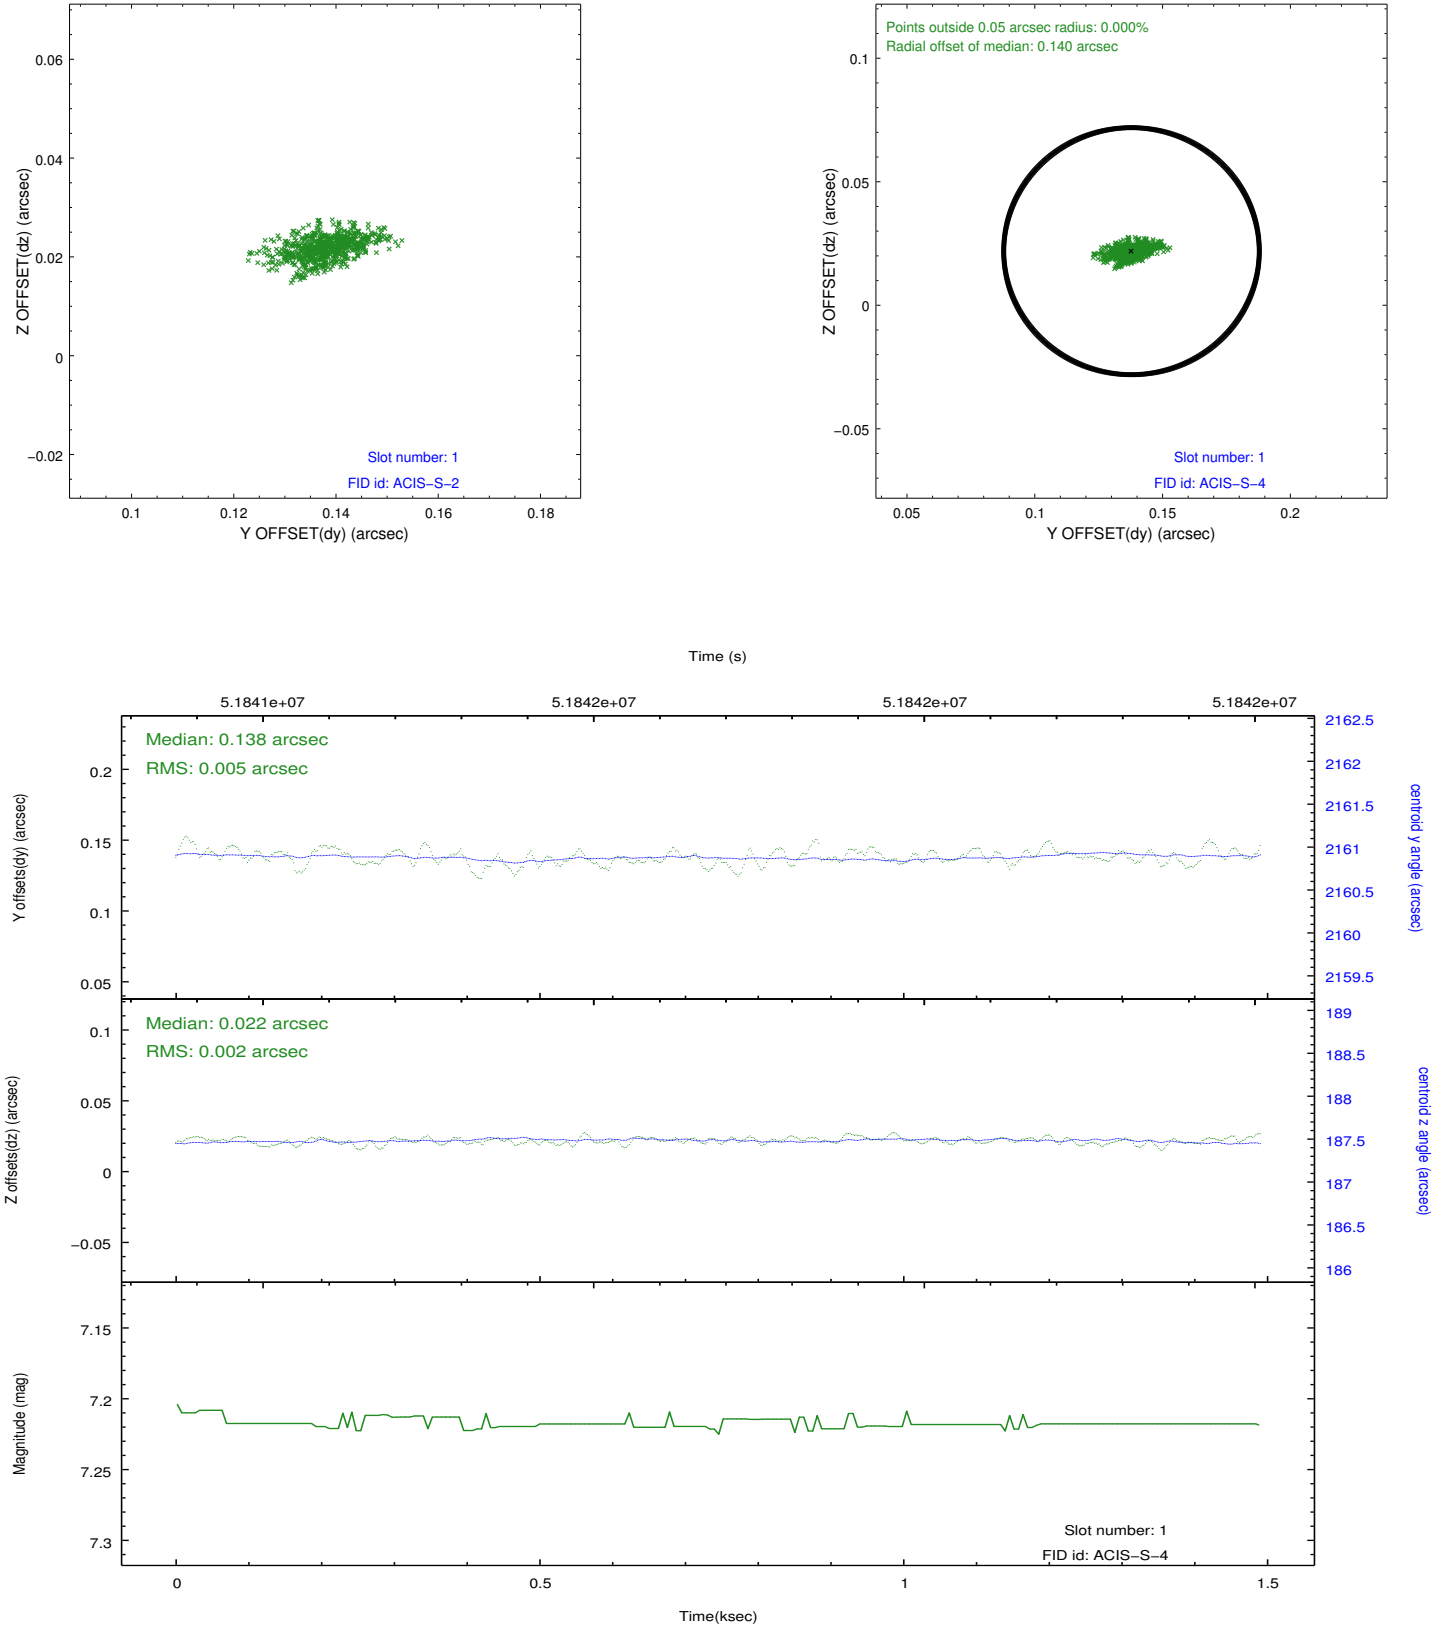 0.06
0.04
0.02
0
−0.02
Z OFFSET(dz) (arcsec)
Slot number: 1
FID id: ACIS−S−2
0.1
0.12
0.14
0.16
0.18
Y OFFSET(dy) (arcsec)
Points outside 0.05 arcsec radius: 0.000%
Radial offset of median: 0.140 arcsec
0.1
0.05
0
−0.05
Z OFFSET(dz) (arcsec)
Slot number: 1
FID id: ACIS−S−4
0.05
0.1
0.15
0.2
Y OFFSET(dy) (arcsec)
Time (s)
5.1841e+07
5.1842e+07
5.1842e+07
5.1842e+07
Median: 0.138 arcsec
RMS: 0.005 arcsec
0.2
0.15
0.1
0.05
Y offsets(dy) (arcsec)
2162.5
2162
2161.5
2161
2160.5
2160
2159.5
centroid y angle (arcsec)
Median: 0.022 arcsec
RMS: 0.002 arcsec
0.1
0.05
0
−0.05
Z offsets(dz) (arcsec)
189
188.5
188
187.5
187
186.5
186
centroid z angle (arcsec)
7.15
7.2
7.25
7.3
Magnitude (mag)
Slot number: 1
FID id: ACIS−S−4
0
0.5
1
1.5
Time(ksec)